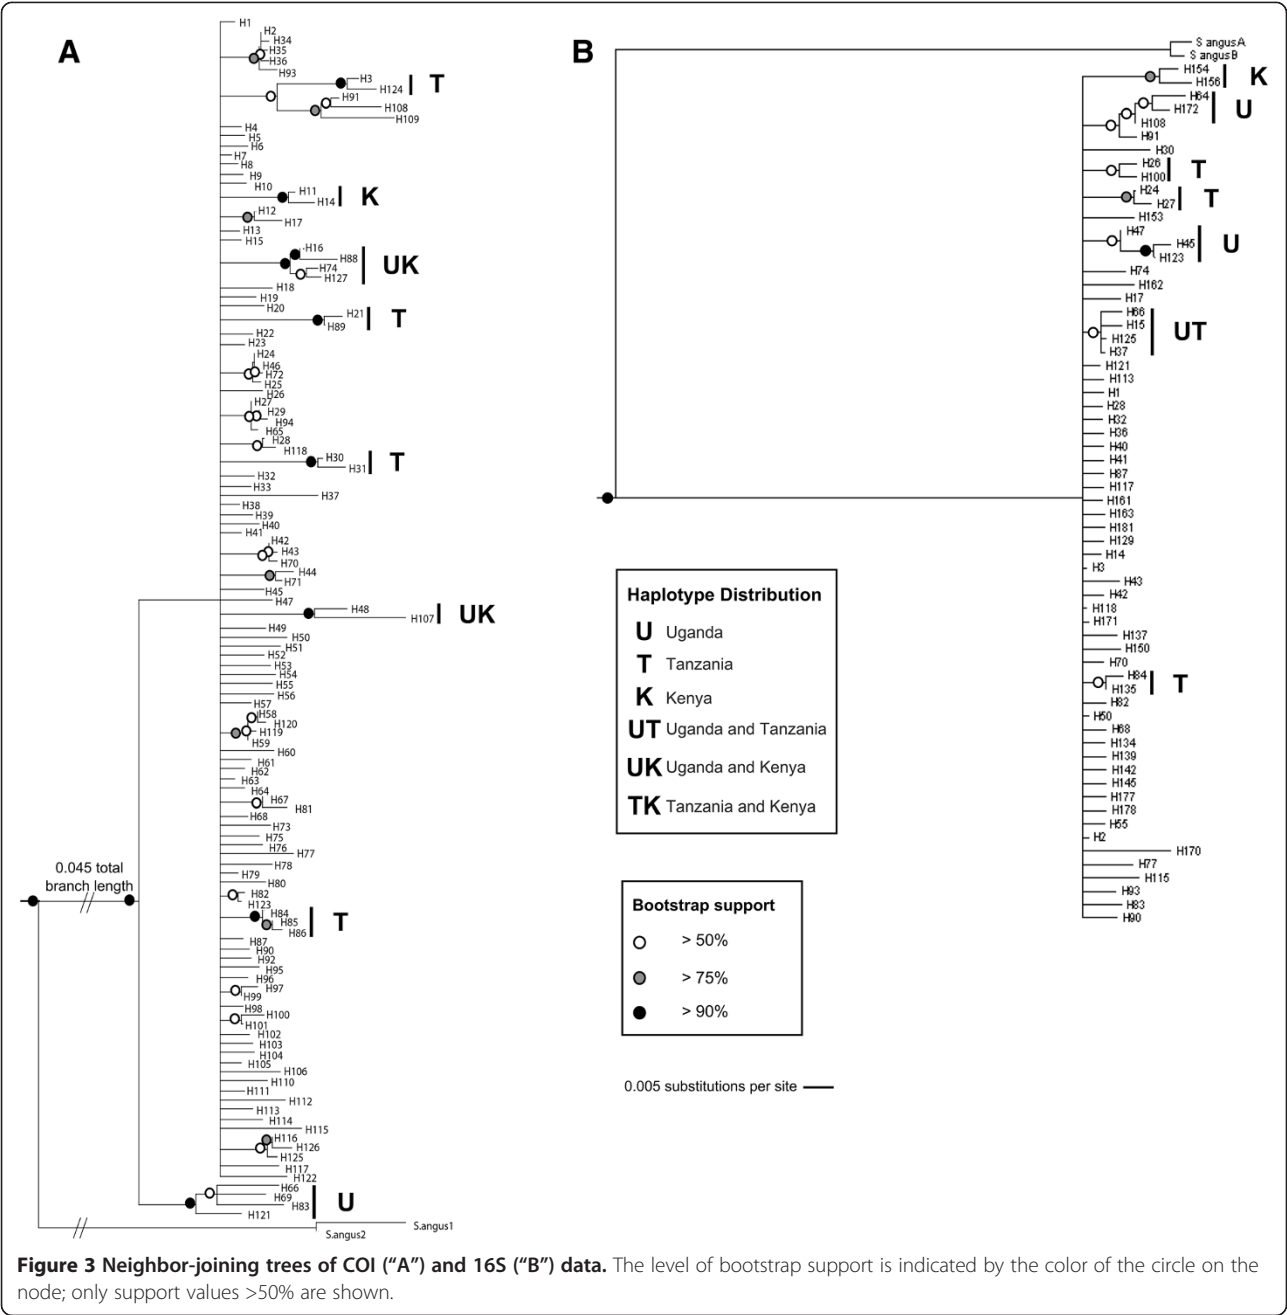 A
H1
H2
H34
H35
H36
H93
H3
H124
T
H91
H108
H109
H4
H5
H6
H7
H8
H9
H10
H11
H14
K
H12
H17
H13
H15
H16
H88
H74
H127
UK
H18
H19
H20
H21
H89
T
H22
H23
H24
H46
H72
H25
H26
H27
H29
H94
H65
H28
H118
H30
H31
T
H32
H33
H37
H38
H39
H40
H41
H42
H43
H70
H44
H71
H45
H47
H48
H107
UK
H49
H50
H51
H52
H53
H54
H55
H56
H57
H58
H120
H119
H59
H60
H61
H62
H63
H64
H67
H81
H68
H73
H75
H76
H77
H78
H79
H80
H82
H123
H84
H85
H86
T
H87
H90
H92
H95
H96
H97
H99
H98
H100
H101
H102
H103
H104
H105
H106
H110
H111
H112
H113
H114
H115
H116
H126
H125
H117
H122
H66
H69
H83
H121
U
S.angus1
S.angus2
0.045 total
branch length
B
S angusA
S angusB
H154
H156
K
H64
H172
U
H108
H91
H30
H26
H100
T
H24
H27
T
H153
H47
H45
H123
U
H74
H162
H17
H66
H15
H125
H37
UT
H121
H113
H1
H28
H32
H36
H40
H41
H87
H117
H161
H163
H181
H129
H14
H3
H43
H42
H118
H171
H137
H150
H70
H84
H135
T
H82
H50
H68
H134
H139
H142
H145
H177
H178
H55
H2
H170
H77
H115
H93
H83
H90
Haplotype Distribution
U Uganda
T Tanzania
K Kenya
UT Uganda and Tanzania
UK Uganda and Kenya
TK Tanzania and Kenya
Bootstrap support
> 50%
> 75%
> 90%
0.005 substitutions per site
Figure 3 Neighbor-joining trees of COI (“A”) and 16S (“B”) data. The level of bootstrap support is indicated by the color of the circle on the
node; only support values >50% are shown.